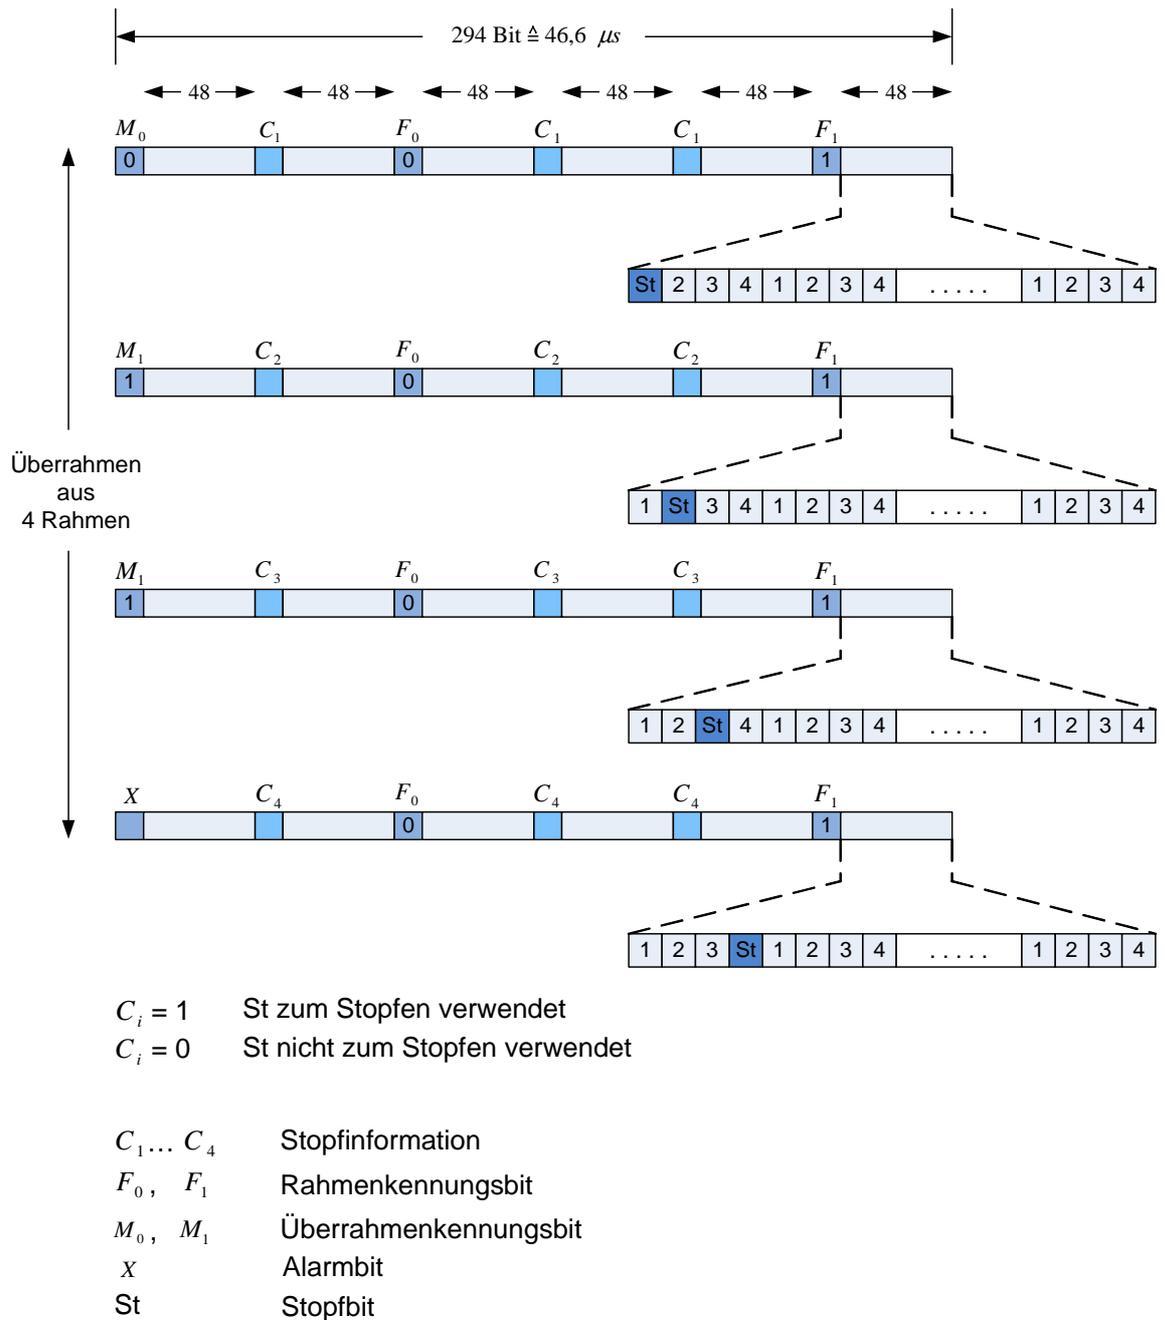 294 Bit ≙ 46,6 μs
48 48 48 48 48 48
M₀ C₁ F₀ C₁ C₁ F₁
0 0 1
St 2 3 4 1 2 3 4 . . . . . 1 2 3 4
M₁ C₂ F₀ C₂ C₂ F₁
1 0 1
1 St 3 4 1 2 3 4 . . . . . 1 2 3 4
Überrahmen
aus
4 Rahmen
M₁ C₃ F₀ C₃ C₃ F₁
1 0 1
1 2 St 4 1 2 3 4 . . . . . 1 2 3 4
X C₄ F₀ C₄ C₄ F₁
0 1
1 2 3 St 1 2 3 4 . . . . . 1 2 3 4
Cᵢ = 1 St zum Stopfen verwendet
Cᵢ = 0 St nicht zum Stopfen verwendet
C₁… C₄ Stopfinformation
F₀, F₁ Rahmenkennungsbit
M₀, M₁ Überrahmenkennungsbit
X Alarmbit
St Stopfbit